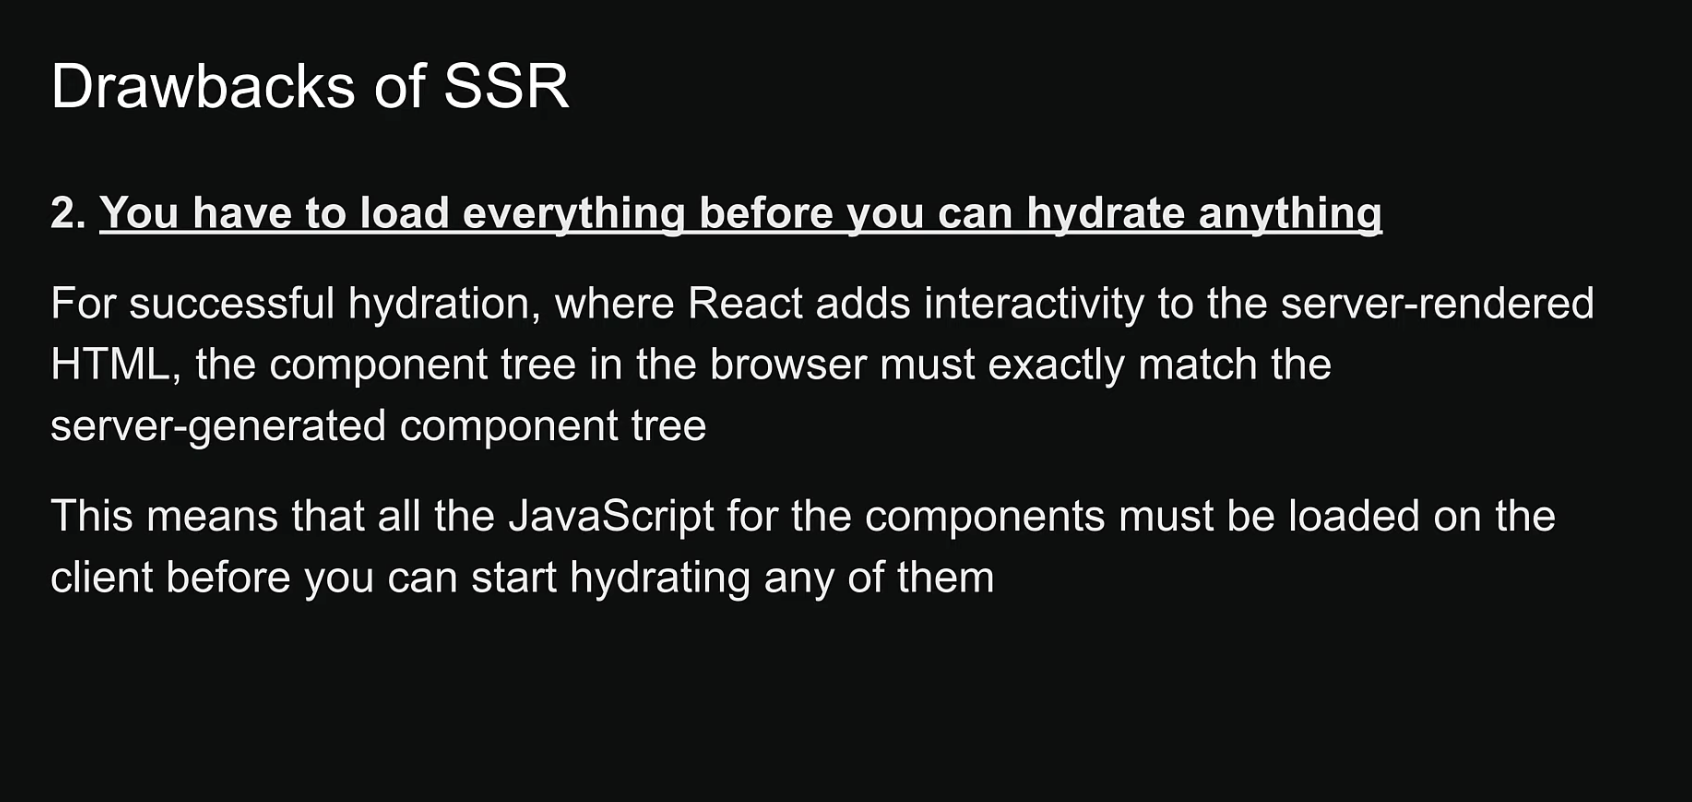 Drawbacks of SSR
2. You have to load everything before you can hydrate anything
For successful hydration, where React adds interactivity to the server-rendered
HTML, the component tree in the browser must exactly match the
server-generated component tree
This means that all the JavaScript for the components must be loaded on the
client before you can start hydrating any of them